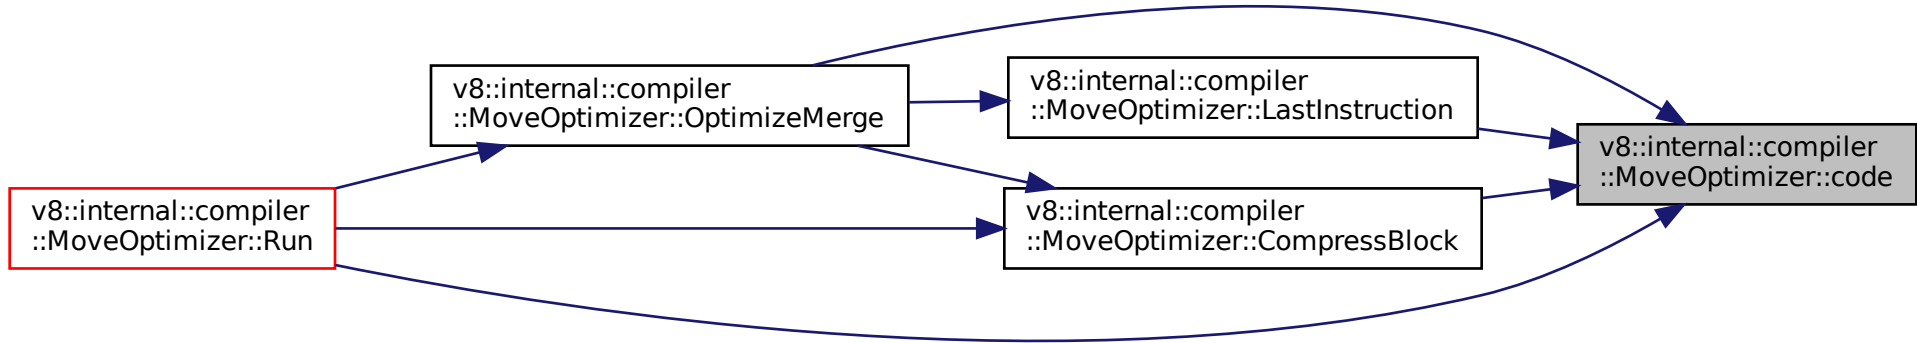 v8::internal::compiler
::MoveOptimizer::OptimizeMerge
v8::internal::compiler
::MoveOptimizer::LastInstruction
v8::internal::compiler
::MoveOptimizer::code
v8::internal::compiler
::MoveOptimizer::Run
v8::internal::compiler
::MoveOptimizer::CompressBlock